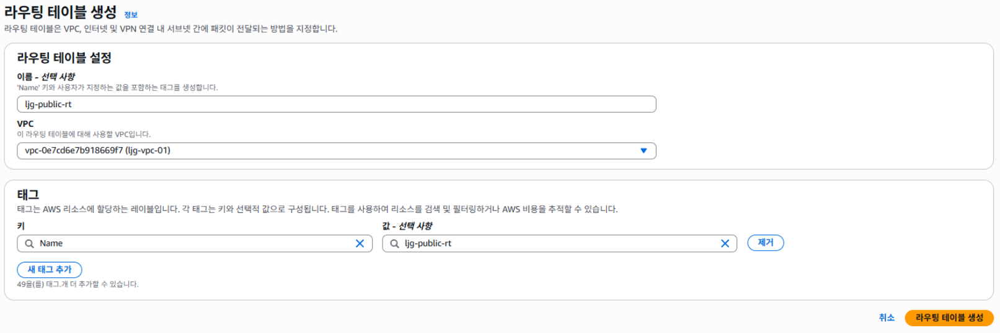 라우팅 테이블 생성 정보
라우팅 테이블은 VPC, 인터넷 및 VPN 연결 내 서브넷 간에 패킷이 전달되는 방법을 지정합니다.
라우팅 테이블 설정
이름 - 선택 사항
'Name' 키와 사용자가 지정하는 값을 포함하는 태그를 생성합니다.
ljg-public-rt
VPC
이 라우팅 테이블에 대해 사용할 VPC입니다.
vpc-0e7cd6e7b918669f7 (ljg-vpc-01)
태그
태그는 AWS 리소스에 할당하는 레이블입니다. 각 태그는 키와 선택적 값으로 구성됩니다. 태그를 사용하여 리소스를 검색 및 필터링하거나 AWS 비용을 추적할 수 있습니다.
키 값 - 선택 사항
Name ljg-public-rt 제거
새 태그 추가
49을(를) 태그.개 더 추가할 수 있습니다.
취소 라우팅 테이블 생성